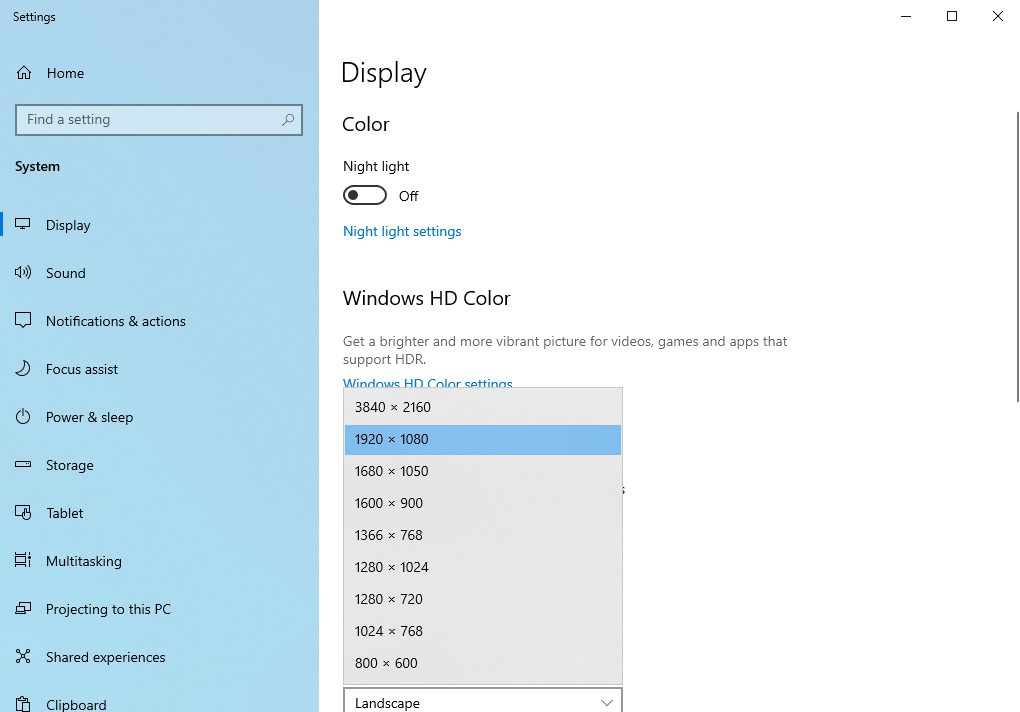 Settings
Home
Find a setting
System
Display
Sound
Notifications & actions
Focus assist
Power & sleep
Storage
Tablet
Multitasking
Projecting to this PC
Shared experiences
Clipboard
Display
Color
Night light
Off
Night light settings
Windows HD Color
Get a brighter and more vibrant picture for videos, games and apps that
support HDR.
Windows HD Color settings
3840 × 2160
1920 × 1080
1680 × 1050
1600 × 900
1366 × 768
1280 × 1024
1280 × 720
1024 × 768
800 × 600
Landscape